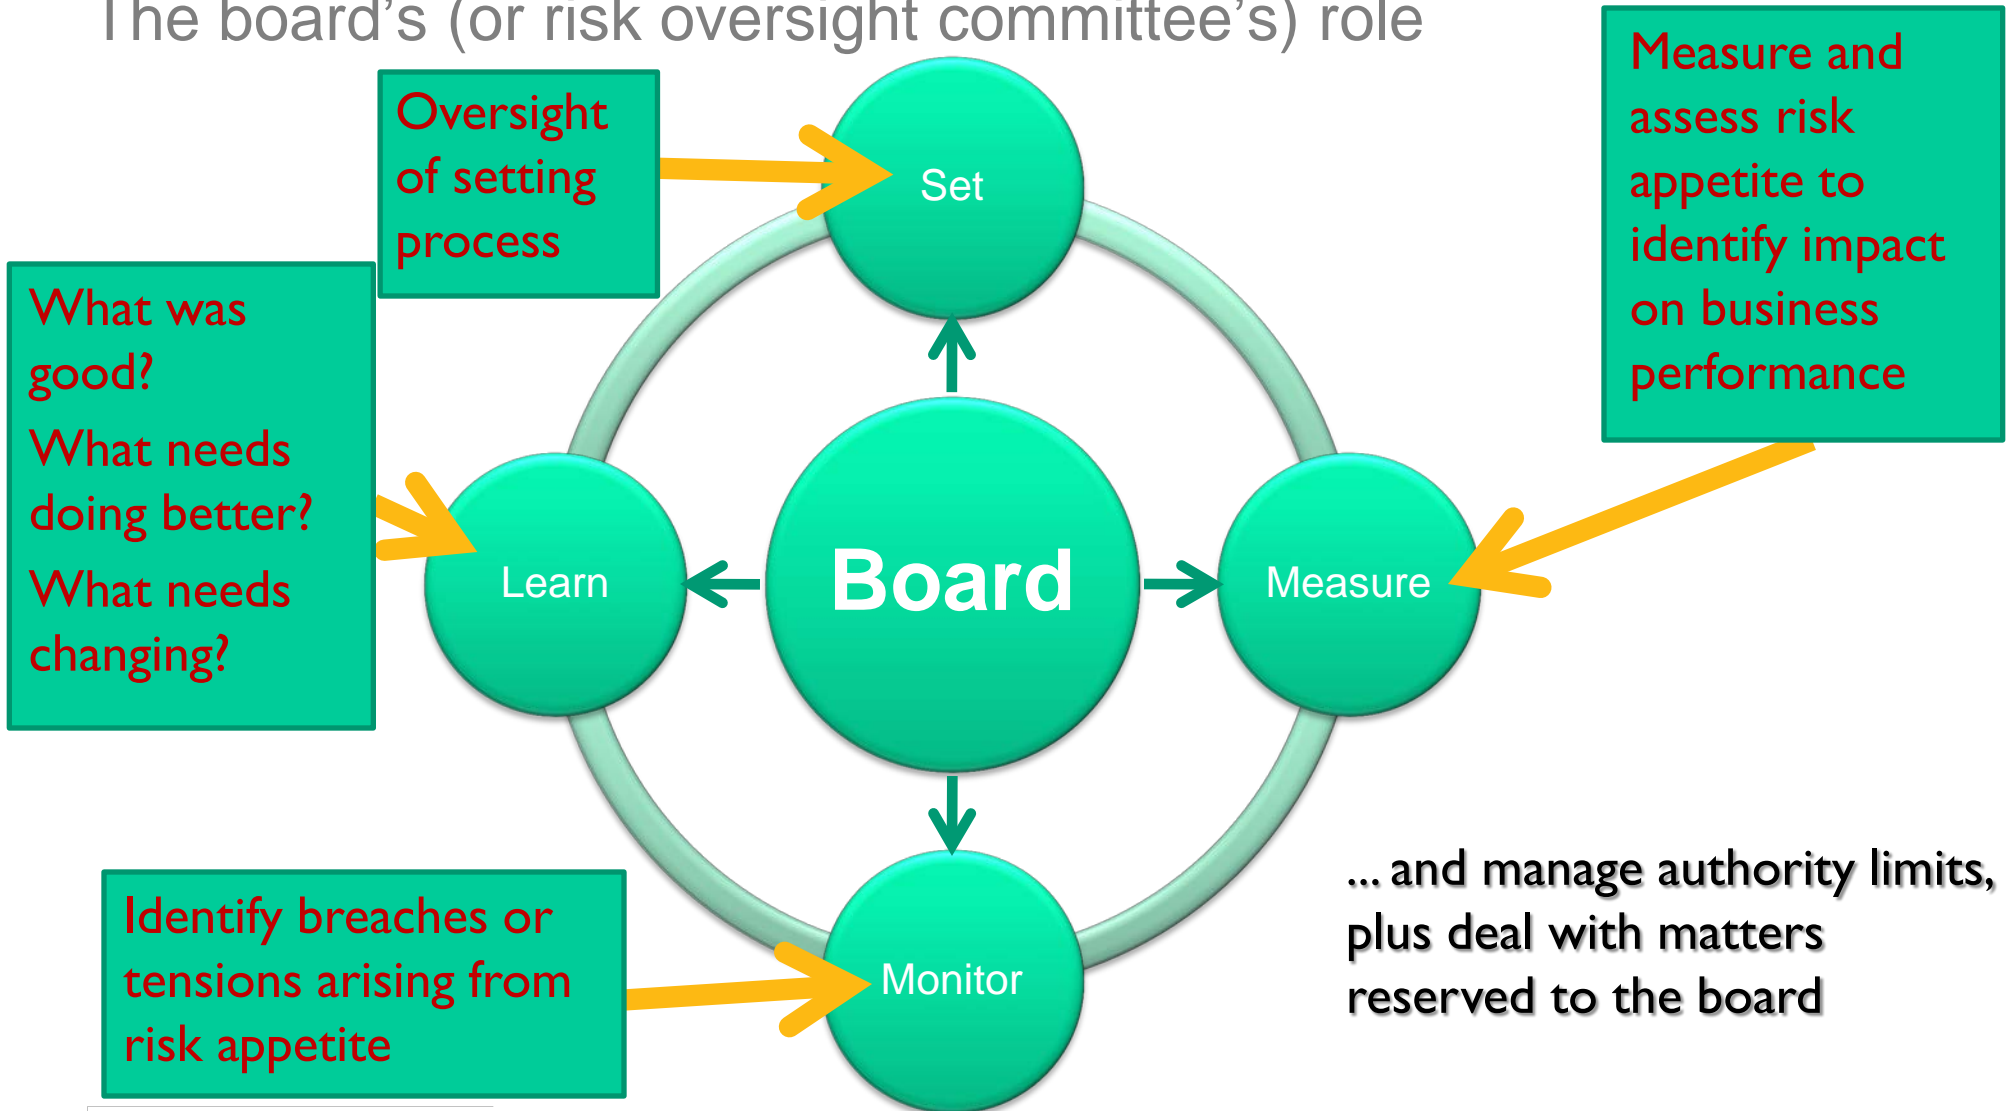 The board's (or risk oversight committee's) role
Oversight
of setting
process
Set
Measure and
assess risk
appetite to
identify impact
on business
performance
What was
good?
What needs
doing better?
What needs
changing?
Learn
Board
Measure
Identify breaches or
tensions arising from
risk appetite
Monitor
... and manage authority limits,
plus deal with matters
reserved to the board